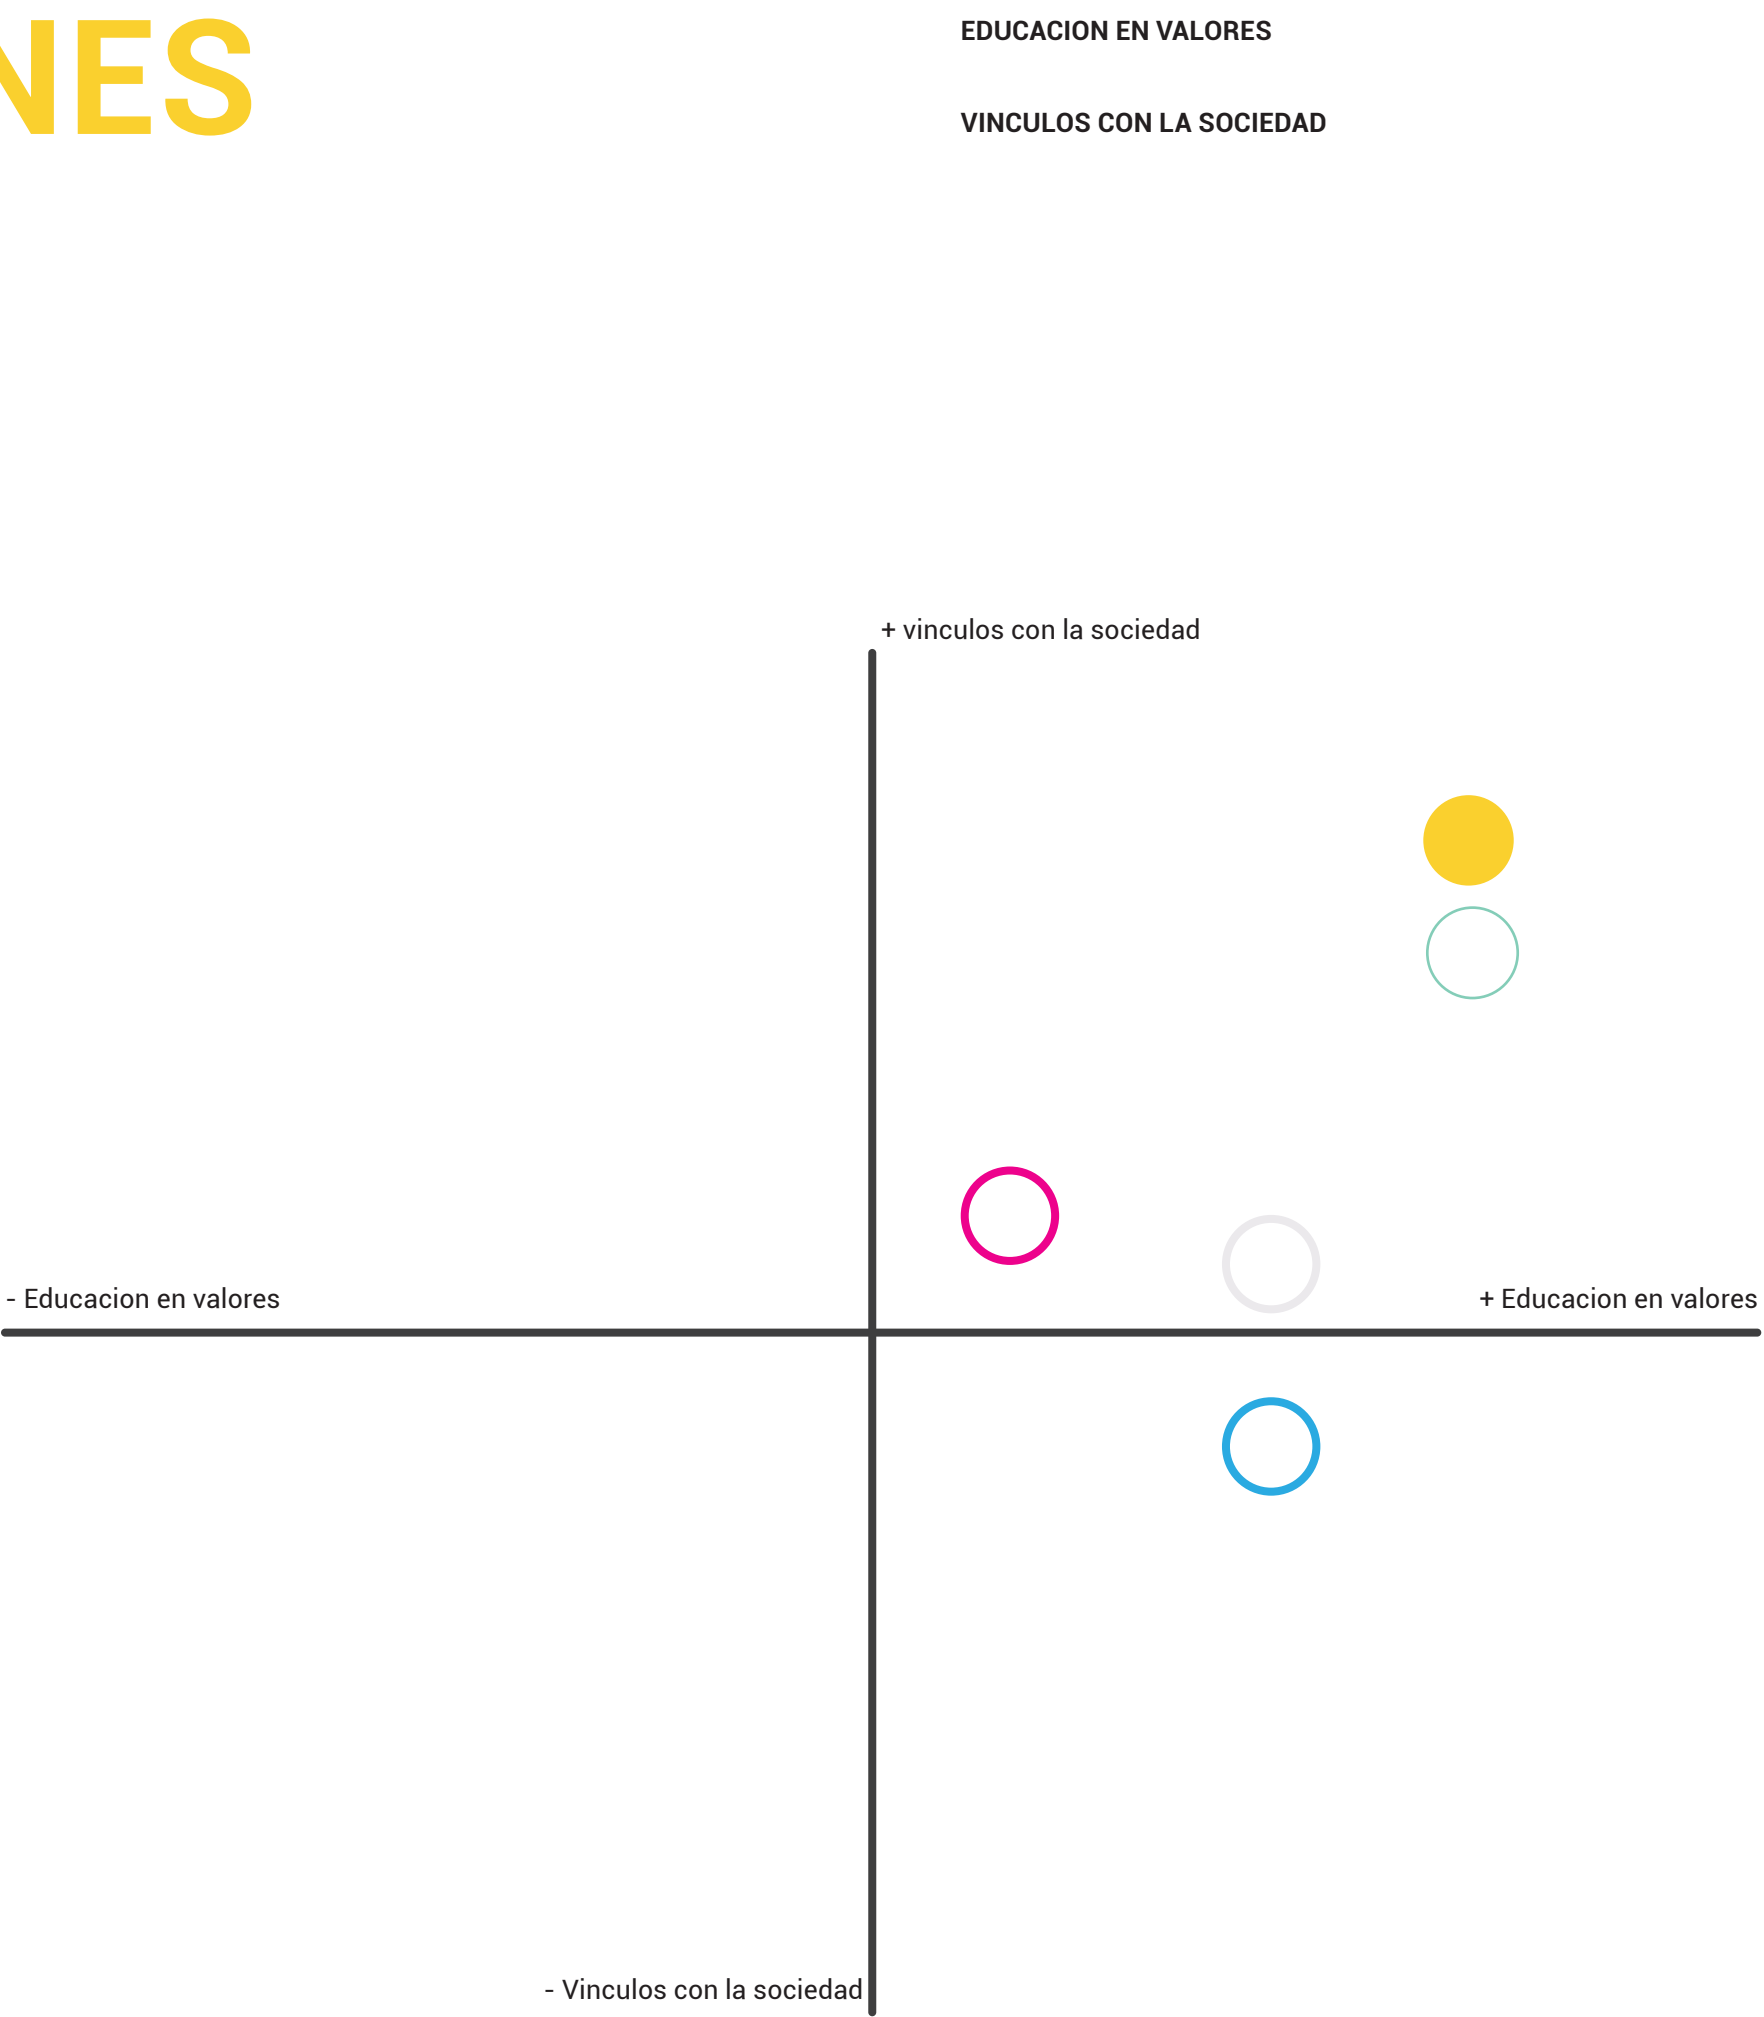 NES
EDUCACION EN VALORES
VINCULOS CON LA SOCIEDAD
+ vinculos con la sociedad
- Educacion en valores
+ Educacion en valores
- Vinculos con la sociedad